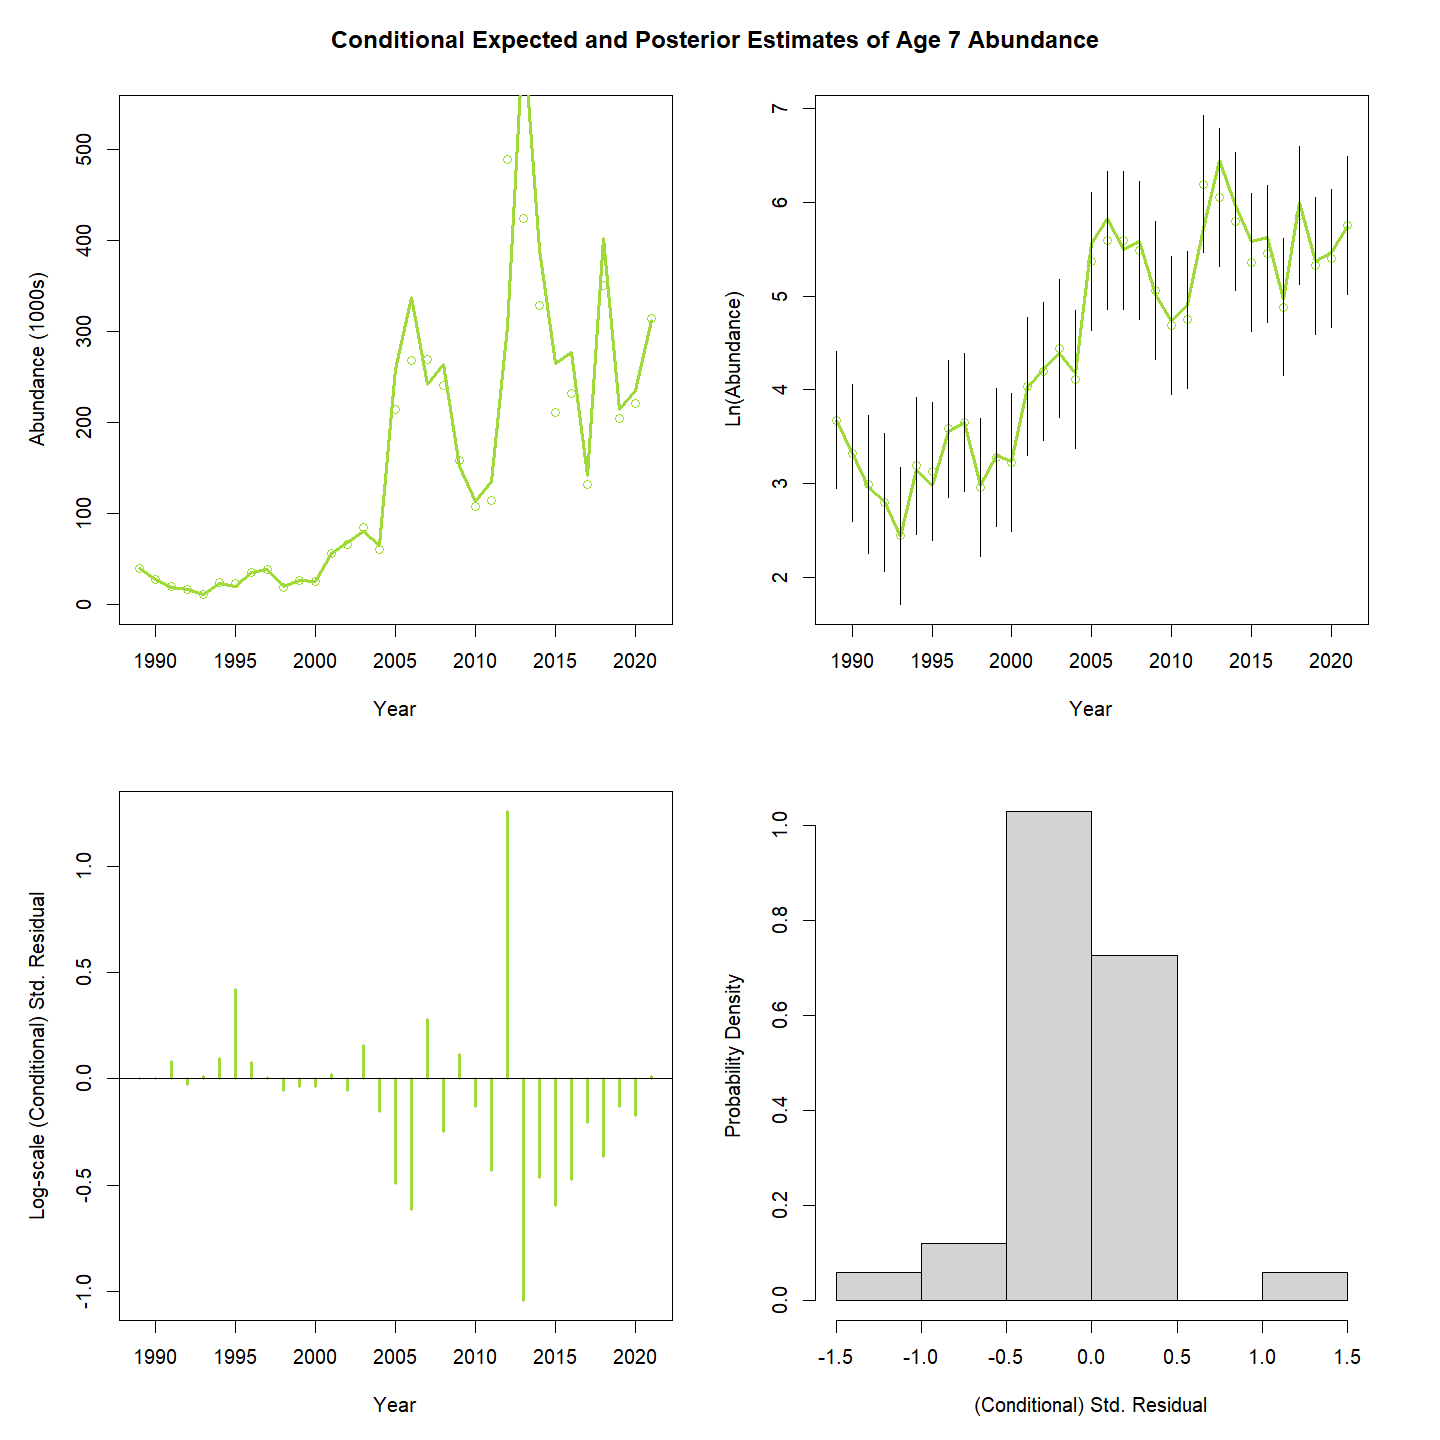 Conditional Expected and Posterior Estimates of Age 7 Abundance
Abundance (1000s)
0 100 200 300 400 500
1990 1995 2000 2005 2010 2015 2020
Year
Ln(Abundance)
2 3 4 5 6 7
1990 1995 2000 2005 2010 2015 2020
Year
Log-scale (Conditional) Std. Residual
-1.0 -0.5 0.0 0.5 1.0
1990 1995 2000 2005 2010 2015 2020
Year
Probability Density
0.0 0.2 0.4 0.6 0.8 1.0
-1.5 -1.0 -0.5 0.0 0.5 1.0 1.5
(Conditional) Std. Residual